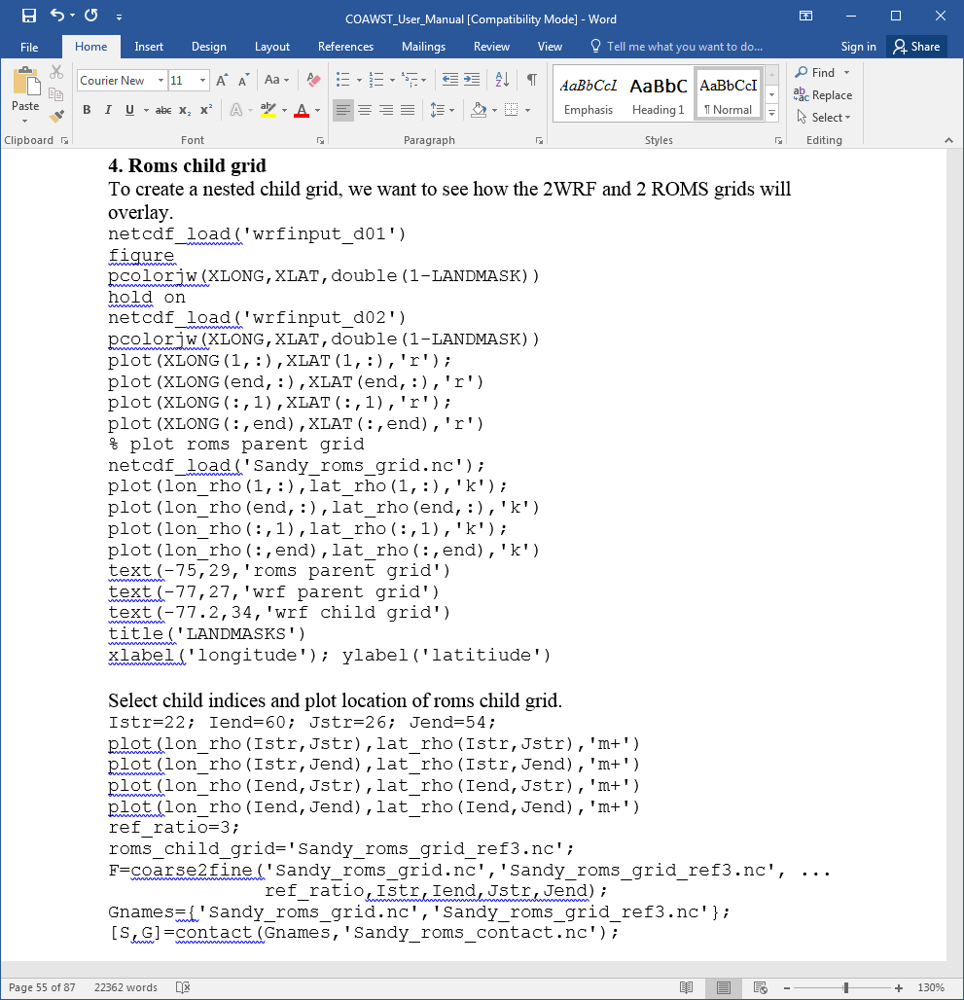 COAWST_User_Manual [Compatibility Mode] - Word
File Home Insert Design Layout References Mailings Review View Tell me what you want to do... Sign in Share
Courier New 11 Aa
Paste B I U abc x₂ x² A ab A
AaBbCcI AaBbC AaBbCcI
Emphasis Heading 1 ¶ Normal
Find
Replace
Select
Clipboard Font Paragraph Styles Editing
4. Roms child grid
To create a nested child grid, we want to see how the 2WRF and 2 ROMS grids will
overlay.
netcdf_load('wrfinput_d01')
figure
pcolorjw(XLONG,XLAT,double(1-LANDMASK))
hold on
netcdf_load('wrfinput_d02')
pcolorjw(XLONG,XLAT,double(1-LANDMASK))
plot(XLONG(1,:),XLAT(1,:),'r');
plot(XLONG(end,:),XLAT(end,:),'r')
plot(XLONG(:,1),XLAT(:,1),'r');
plot(XLONG(:,end),XLAT(:,end),'r')
% plot roms parent grid
netcdf_load('Sandy_roms_grid.nc');
plot(lon_rho(1,:),lat_rho(1,:),'k');
plot(lon_rho(end,:),lat_rho(end,:),'k')
plot(lon_rho(:,1),lat_rho(:,1),'k');
plot(lon_rho(:,end),lat_rho(:,end),'k')
text(-75,29,'roms parent grid')
text(-77,27,'wrf parent grid')
text(-77.2,34,'wrf child grid')
title('LANDMASKS')
xlabel('longitude'); ylabel('latitiude')
Select child indices and plot location of roms child grid.
Istr=22; Iend=60; Jstr=26; Jend=54;
plot(lon_rho(Istr,Jstr),lat_rho(Istr,Jstr),'m+')
plot(lon_rho(Istr,Jend),lat_rho(Istr,Jend),'m+')
plot(lon_rho(Iend,Jstr),lat_rho(Iend,Jstr),'m+')
plot(lon_rho(Iend,Jend),lat_rho(Iend,Jend),'m+')
ref_ratio=3;
roms_child_grid='Sandy_roms_grid_ref3.nc';
F=coarse2fine('Sandy_roms_grid.nc','Sandy_roms_grid_ref3.nc', ...
ref_ratio,Istr,Iend,Jstr,Jend);
Gnames={'Sandy_roms_grid.nc','Sandy_roms_grid_ref3.nc'};
[S,G]=contact(Gnames,'Sandy_roms_contact.nc');
Page 55 of 87 22362 words 130%